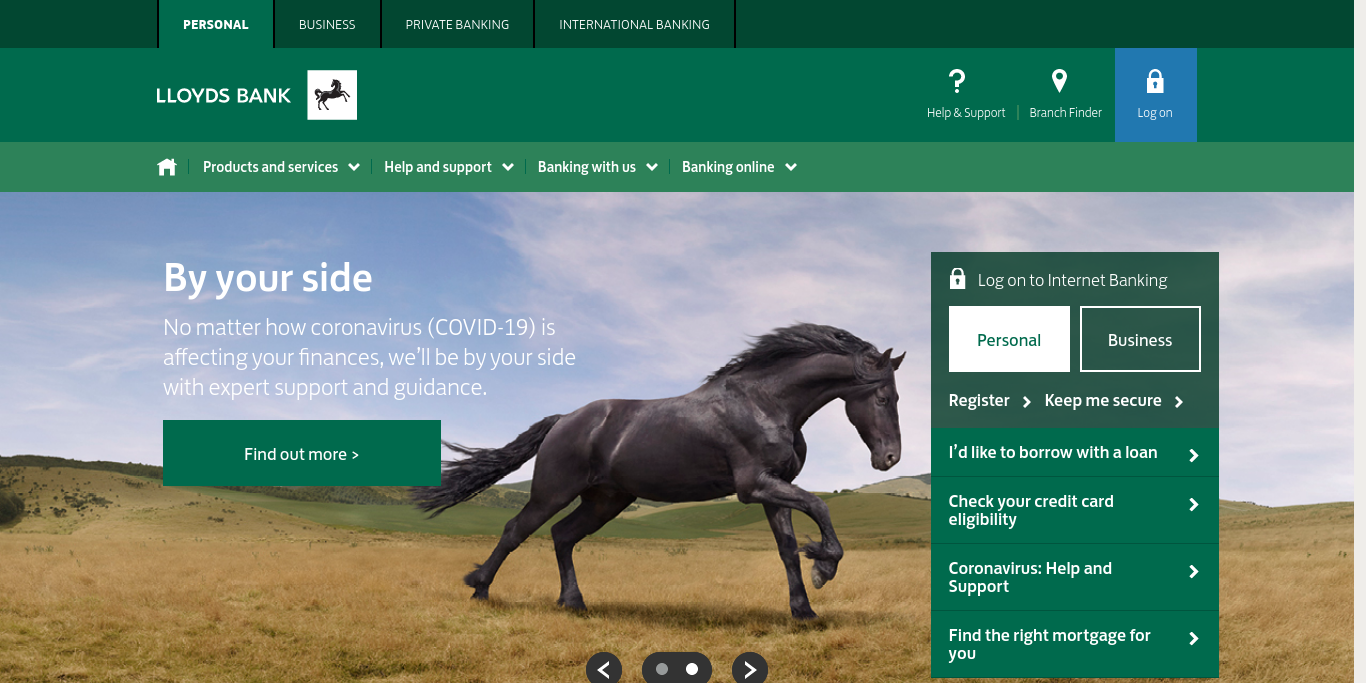 PERSONAL BUSINESS PRIVATE BANKING INTERNATIONAL BANKING
LLOYDS BANK
Help & Support Branch Finder Log on
Products and services Help and support Banking with us Banking online
By your side
No matter how coronavirus (COVID-19) is
affecting your finances, we’ll be by your side
with expert support and guidance.
Find out more >
Log on to Internet Banking
Personal Business
Register Keep me secure
I’d like to borrow with a loan
Check your credit card
eligibility
Coronavirus: Help and
Support
Find the right mortgage for
you